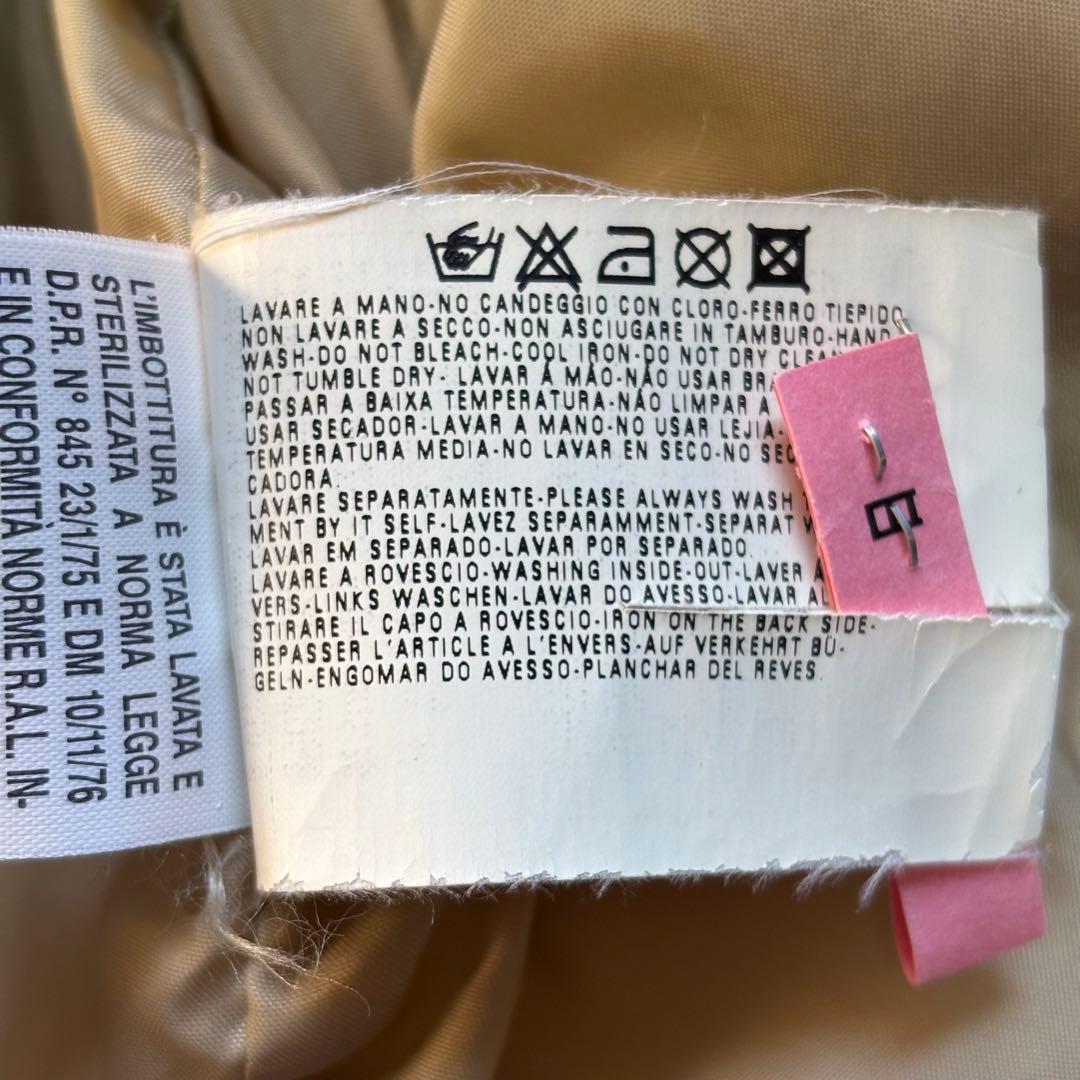 LAVARE A MANO-NO CANDEGGIO CON CLORO-FERRO TIEPIDO
NON LAVARE A SECCO-NON ASCIUGARE IN TAMBURO-HAND
WASH-DO NOT BLEACH-COOL IRON-DO NOT DRY CLEAN
NOT TUMBLE DRY- LAVAR À MÃO-NÃO USAR
PASSAR A BAIXA TEMPERATURA-NÃO LIMPAR A
USAR SECADOR-LAVAR A MANO-NO USAR LEJIA-
TEMPERATURA MEDIA-NO LAVAR EN SECO-NO
CADORA.
LAVARE SEPARATAMENTE-PLEASE ALWAYS WASH
MENT BY IT SELF-LAVEZ SEPARAMMENT-SEPARAT
LAVAR EM SEPARADO-LAVAR POR SEPARADO.
LAVARE A ROVESCIO-WASHING INSIDE-OUT-LAVER A
VERS-LINKS WASCHEN-LAVAR DO AVESSO-LAVAR
STIRARE IL CAPO A ROVESCIO-IRON ON THE BACK SIDE-
REPASSER L'ARTICLE A L'ENVERS-AUF VERKEHRT BÜ-
GELN-ENGOMAR DO AVESSO-PLANCHAR DEL REVES.
L'IMBOTTITURA È STATA LAVATA E
STERILIZZATA A NORMA LEGGE
D.P.R. N° 845 23/1/75 E DM 10/11/76
E IN CONFORMITÀ NORME R.A.L. IN-